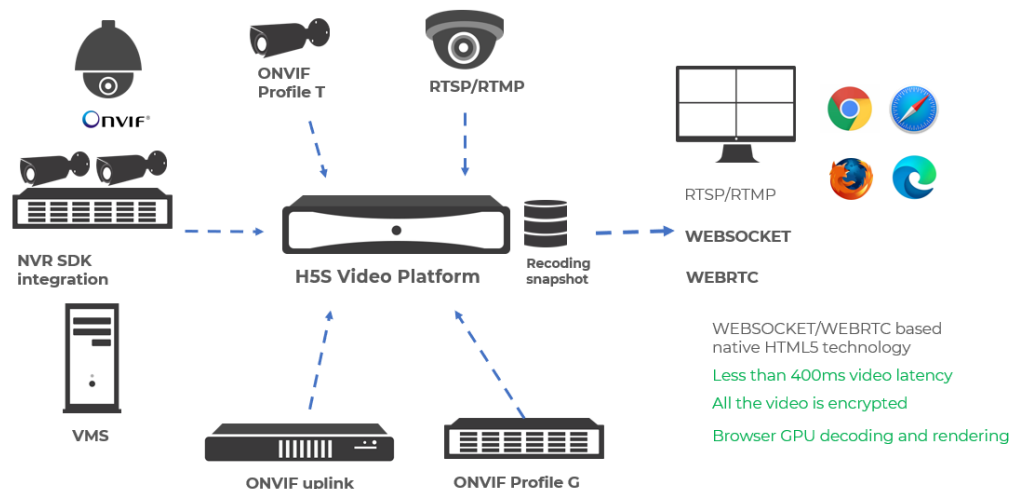 ONVIF
Profile T
RTSP/RTMP
ONVIF®
NVR SDK
integration
H5S Video Platform
Recoding
snapshot
RTSP/RTMP
WEBSOCKET
WEBRTC
VMS
WEBSOCKET/WEBRTC based
native HTML5 technology
Less than 400ms video latency
All the video is encrypted
Browser GPU decoding and rendering
ONVIF uplink
ONVIF Profile G